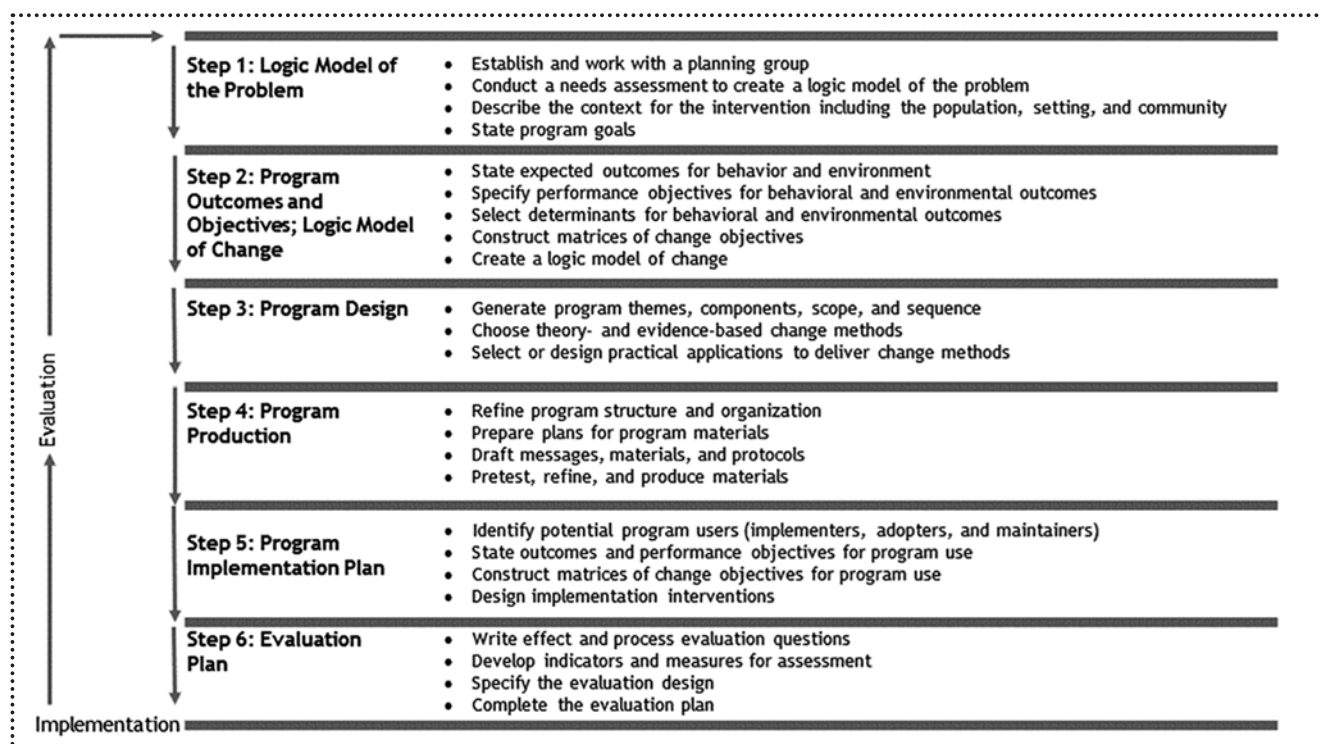 Step 1: Logic Model of
the Problem
• Establish and work with a planning group
• Conduct a needs assessment to create a logic model of the problem
• Describe the context for the intervention including the population, setting, and community
• State program goals
Step 2: Program
Outcomes and
Objectives; Logic Model
of Change
• State expected outcomes for behavior and environment
• Specify performance objectives for behavioral and environmental outcomes
• Select determinants for behavioral and environmental outcomes
• Construct matrices of change objectives
• Create a logic model of change
Step 3: Program Design
• Generate program themes, components, scope, and sequence
• Choose theory- and evidence-based change methods
• Select or design practical applications to deliver change methods
Step 4: Program
Production
• Refine program structure and organization
• Prepare plans for program materials
• Draft messages, materials, and protocols
• Pretest, refine, and produce materials
Step 5: Program
Implementation Plan
• Identify potential program users (implementers, adopters, and maintainers)
• State outcomes and performance objectives for program use
• Construct matrices of change objectives for program use
• Design implementation interventions
Step 6: Evaluation
Plan
• Write effect and process evaluation questions
• Develop indicators and measures for assessment
• Specify the evaluation design
• Complete the evaluation plan
Evaluation
Implementation